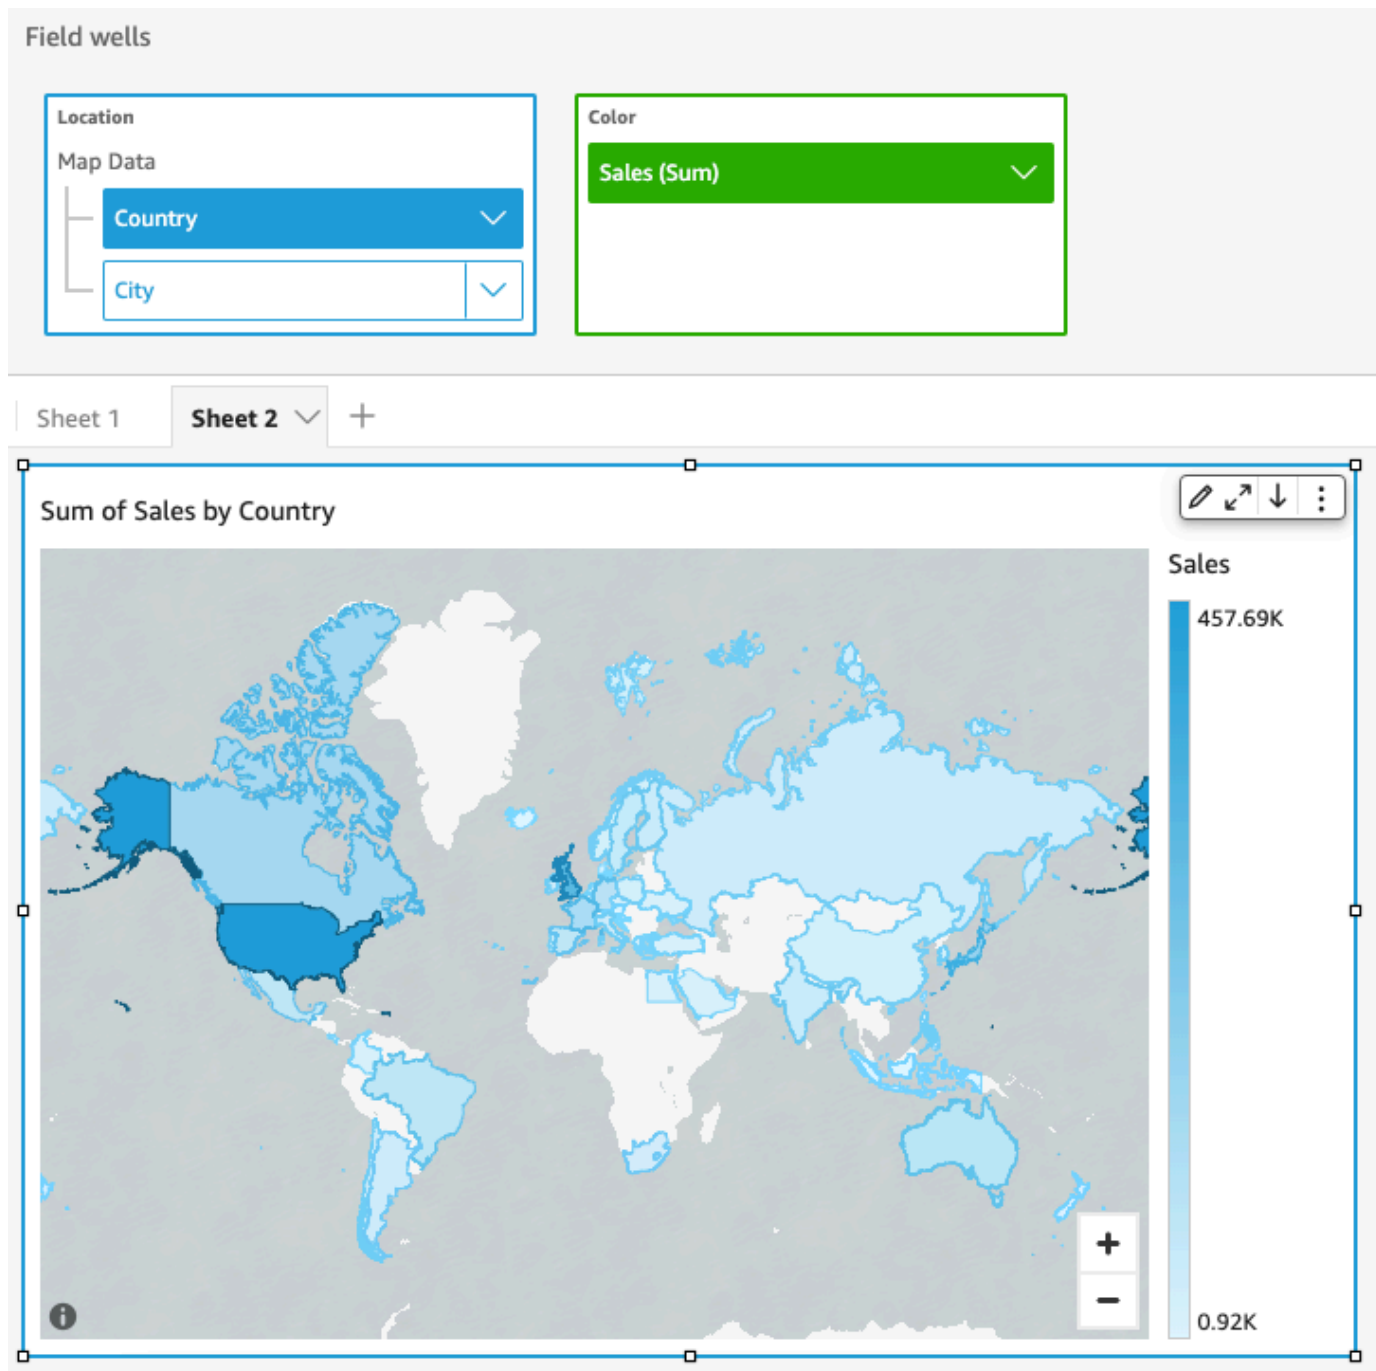 Field wells
Location
Map Data
Country
City
Color
Sales (Sum)
Sheet 1
Sheet 2
Sum of Sales by Country
Sales
457.69K
0.92K